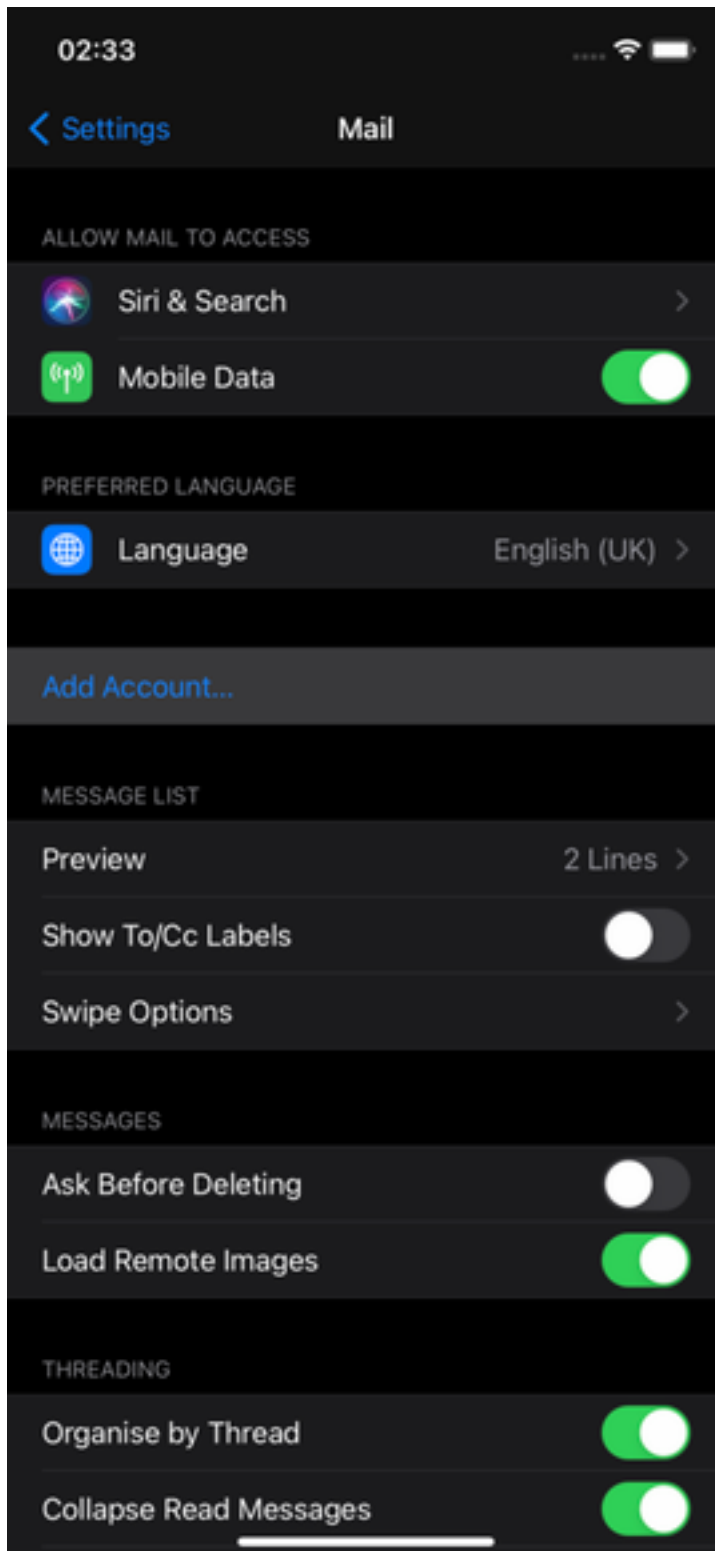 02:33
Settings
Mail
ALLOW MAIL TO ACCESS
Siri & Search
Mobile Data
PREFERRED LANGUAGE
Language
English (UK)
Add Account...
MESSAGE LIST
Preview
2 Lines
Show To/Cc Labels
Swipe Options
MESSAGES
Ask Before Deleting
Load Remote Images
THREADING
Organise by Thread
Collapse Read Messages